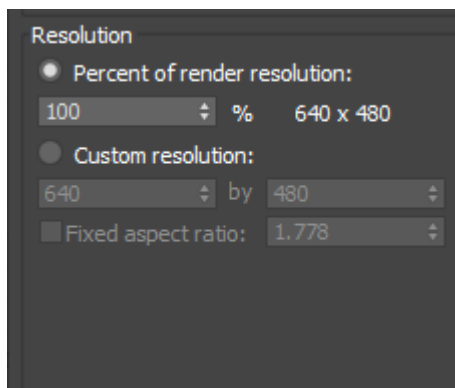 Resolution
Percent of render resolution:
100 % 640 x 480
Custom resolution:
640 by 480
Fixed aspect ratio: 1.778